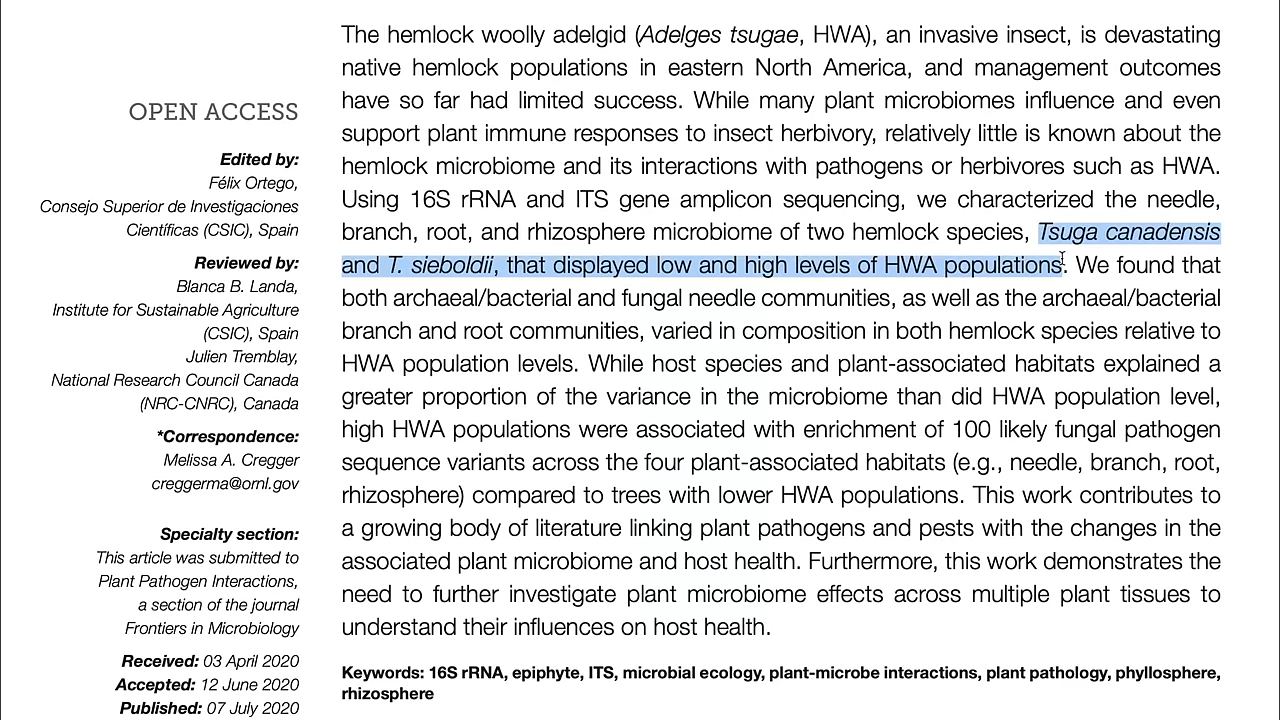 OPEN ACCESS
Edited by:
Félix Ortego,
Consejo Superior de Investigaciones
Científicas (CSIC), Spain
Reviewed by:
Blanca B. Landa,
Institute for Sustainable Agriculture
(CSIC), Spain
Julien Tremblay,
National Research Council Canada
(NRC-CNRC), Canada
*Correspondence:
Melissa A. Cregger
creggerma@ornl.gov
Specialty section:
This article was submitted to
Plant Pathogen Interactions,
a section of the journal
Frontiers in Microbiology
Received: 03 April 2020
Accepted: 12 June 2020
Published: 07 July 2020
The hemlock woolly adelgid (Adelges tsugae, HWA), an invasive insect, is devastating
native hemlock populations in eastern North America, and management outcomes
have so far had limited success. While many plant microbiomes influence and even
support plant immune responses to insect herbivory, relatively little is known about the
hemlock microbiome and its interactions with pathogens or herbivores such as HWA.
Using 16S rRNA and ITS gene amplicon sequencing, we characterized the needle,
branch, root, and rhizosphere microbiome of two hemlock species, Tsuga canadensis
and T. sieboldii, that displayed low and high levels of HWA populations. We found that
both archaeal/bacterial and fungal needle communities, as well as the archaeal/bacterial
branch and root communities, varied in composition in both hemlock species relative to
HWA population levels. While host species and plant-associated habitats explained a
greater proportion of the variance in the microbiome than did HWA population level,
high HWA populations were associated with enrichment of 100 likely fungal pathogen
sequence variants across the four plant-associated habitats (e.g., needle, branch, root,
rhizosphere) compared to trees with lower HWA populations. This work contributes to
a growing body of literature linking plant pathogens and pests with the changes in the
associated plant microbiome and host health. Furthermore, this work demonstrates the
need to further investigate plant microbiome effects across multiple plant tissues to
understand their influences on host health.
Keywords: 16S rRNA, epiphyte, ITS, microbial ecology, plant-microbe interactions, plant pathology, phyllosphere,
rhizosphere